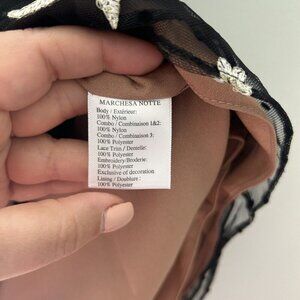 MARCHESA NOTTE
Body / Extérieur:
100% Nylon
Combo / Combinaison 1&2:
100% Nylon
Combo / Combinaison 3:
100% Polyester
Lace Trim / Dentelle:
100% Polyester
Embroidery/Broderie:
100% Polyester
Exclusive of decoration
Lining / Doublure :
100% Polyester